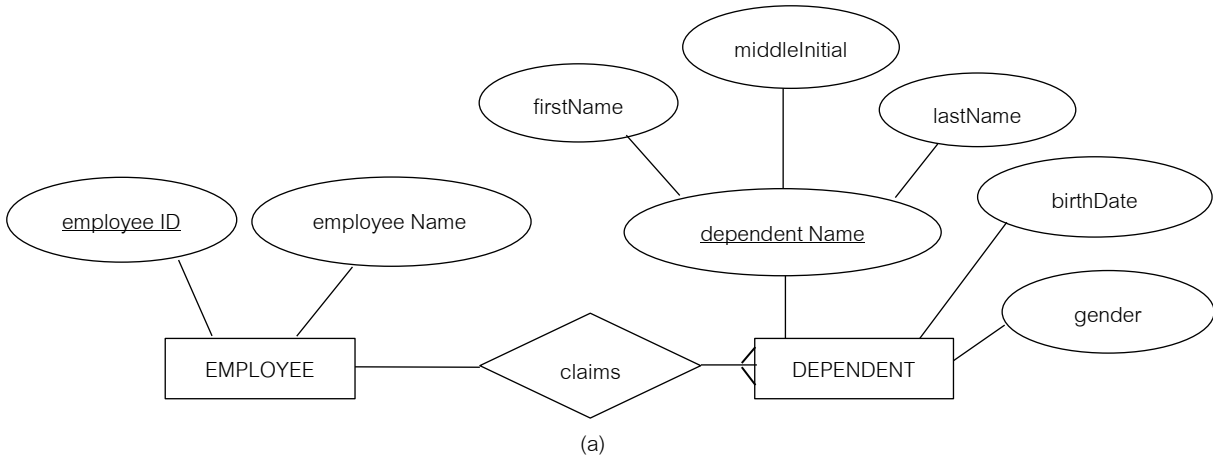 middleInitial
firstName
lastName
birthDate
employee ID
employee Name
dependent Name
gender
EMPLOYEE
claims
DEPENDENT
(a)